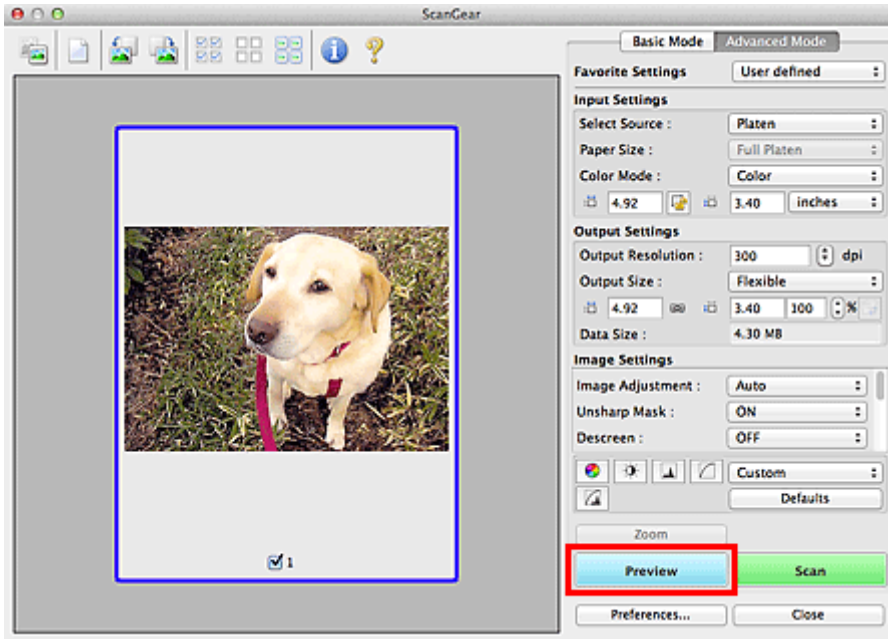 ScanGear
Basic Mode Advanced Mode
Favorite Settings User defined
Input Settings
Select Source : Platen
Paper Size : Full Platen
Color Mode : Color
4.92 3.40 inches
Output Settings
Output Resolution : 300 dpi
Output Size : Flexible
4.92 3.40 100 %
Data Size : 4.30 MB
Image Settings
Image Adjustment : Auto
Unsharp Mask : ON
Descreen : OFF
Custom
Defaults
Zoom
1
Preview Scan
Preferences... Close